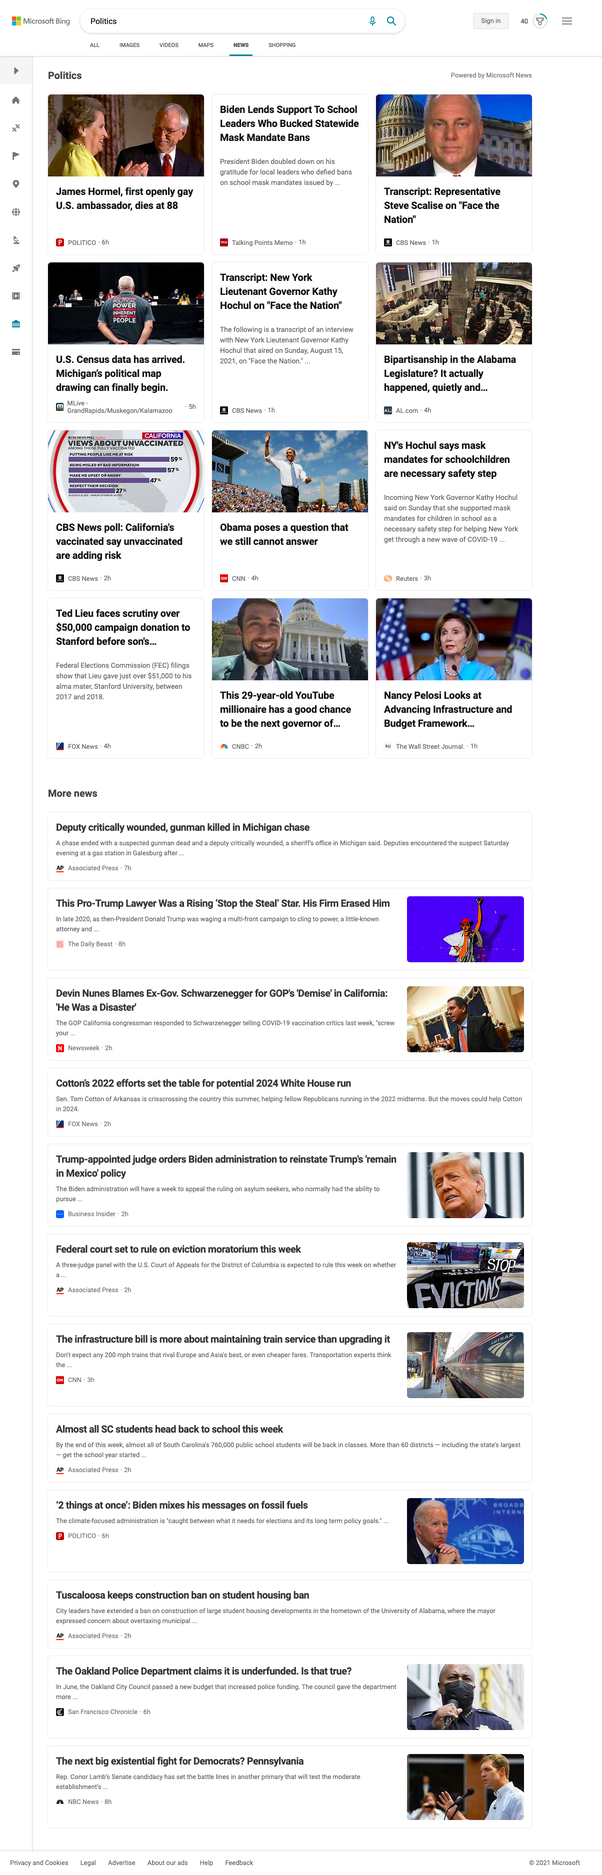 Microsoft Bing
Politics
Sign in
40
ALL
IMAGES
VIDEOS
MAPS
NEWS
SHOPPING
Politics
Powered by Microsoft News
James Hormel, first openly gay
U.S. ambassador, dies at 88
POLITICO · 6h
Biden Lends Support To School
Leaders Who Bucked Statewide
Mask Mandate Bans
President Biden doubled down on his
gratitude for local leaders who defied bans
on school mask mandates issued by ...
Talking Points Memo · 1h
Transcript: Representative
Steve Scalise on "Face the
Nation"
CBS News · 1h
POWER
INHERENT
PEOPLE
U.S. Census data has arrived.
Michigan's political map
drawing can finally begin.
MLive -
GrandRapids/Muskegon/Kalamazoo
· 5h
Transcript: New York
Lieutenant Governor Kathy
Hochul on "Face the Nation"
The following is a transcript of an interview
with New York Lieutenant Governor Kathy
Hochul that aired on Sunday, August 15,
2021, on "Face the Nation." ...
CBS News · 1h
Bipartisanship in the Alabama
Legislature? It actually
happened, quietly and...
AL.com · 4h
CBS NEWS POLL
CALIFORNIA
VIEWS ABOUT UNVACCINATED
AMONG THOSE FULLY VACCINATED
PUTTING PEOPLE LIKE ME AT RISK
59%
BEING MISLED BY BAD INFORMATION
57%
MAKE ME UPSET OR ANGRY
47%
RESPECT THEIR DECISION
27%
CBS News poll: California's
vaccinated say unvaccinated
are adding risk
CBS News · 2h
Obama poses a question that
we still cannot answer
CNN · 4h
NY's Hochul says mask
mandates for schoolchildren
are necessary safety step
Incoming New York Governor Kathy Hochul
said on Sunday that she supported mask
mandates for children in school as a
necessary safety step for helping New York
get through a new wave of COVID-19 ...
Reuters · 3h
Ted Lieu faces scrutiny over
$50,000 campaign donation to
Stanford before son's...
Federal Elections Commission (FEC) filings
show that Lieu gave just over $51,000 to his
alma mater, Stanford University, between
2017 and 2018.
FOX News · 4h
This 29-year-old YouTube
millionaire has a good chance
to be the next governor of...
CNBC · 2h
Nancy Pelosi Looks at
Advancing Infrastructure and
Budget Framework...
The Wall Street Journal. · 1h
More news
Deputy critically wounded, gunman killed in Michigan chase
A chase ended with a suspected gunman dead and a deputy critically wounded, a sheriff's office in Michigan said. Deputies encountered the suspect Saturday
evening at a gas station in Galesburg after ...
AP Associated Press · 7h
This Pro-Trump Lawyer Was a Rising 'Stop the Steal' Star. His Firm Erased Him
In late 2020, as then-President Donald Trump was waging a multi-front campaign to cling to power, a little-known
attorney and ...
The Daily Beast · 8h
Devin Nunes Blames Ex-Gov. Schwarzenegger for GOP's 'Demise' in California:
'He Was a Disaster'
The GOP California congressman responded to Schwarzenegger telling COVID-19 vaccination critics last week, "screw
your ...
N Newsweek · 2h
Cotton's 2022 efforts set the table for potential 2024 White House run
Sen. Tom Cotton of Arkansas is crisscrossing the country this summer, helping fellow Republicans running in the 2022 midterms. But the moves could help Cotton
in 2024.
FOX News · 2h
Trump-appointed judge orders Biden administration to reinstate Trump's 'remain
in Mexico' policy
The Biden administration will have a week to appeal the ruling on asylum seekers, who normally had the ability to
pursue ...
Business Insider · 2h
Federal court set to rule on eviction moratorium this week
A three-judge panel with the U.S. Court of Appeals for the District of Columbia is expected to rule this week on whether
a ...
AP Associated Press · 2h
STOP
EVICTIONS
The infrastructure bill is more about maintaining train service than upgrading it
Don't expect any 200 mph trains that rival Europe and Asia's best, or even cheaper fares. Transportation experts think
the ...
CNN · 3h
AMTRAK
Almost all SC students head back to school this week
By the end of this week, almost all of South Carolina's 760,000 public school students will be back in classes. More than 60 districts — including the state's largest
— get the school year started ...
AP Associated Press · 2h
'2 things at once': Biden mixes his messages on fossil fuels
The climate-focused administration is "caught between what it needs for elections and its long term policy goals." ...
POLITICO · 6h
BROADB
INTERN
Tuscaloosa keeps construction ban on student housing ban
City leaders have extended a ban on construction of large student housing developments in the hometown of the University of Alabama, where the mayor
expressed concern about overtaxing municipal ...
AP Associated Press · 2h
The Oakland Police Department claims it is underfunded. Is that true?
In June, the Oakland City Council passed a new budget that increased police funding. The council gave the department
more ...
San Francisco Chronicle · 6h
The next big existential fight for Democrats? Pennsylvania
Rep. Conor Lamb's Senate candidacy has set the battle lines in another primary that will test the moderate
establishment's ...
NBC News · 8h
Privacy and Cookies
Legal
Advertise
About our ads
Help
Feedback
© 2021 Microsoft